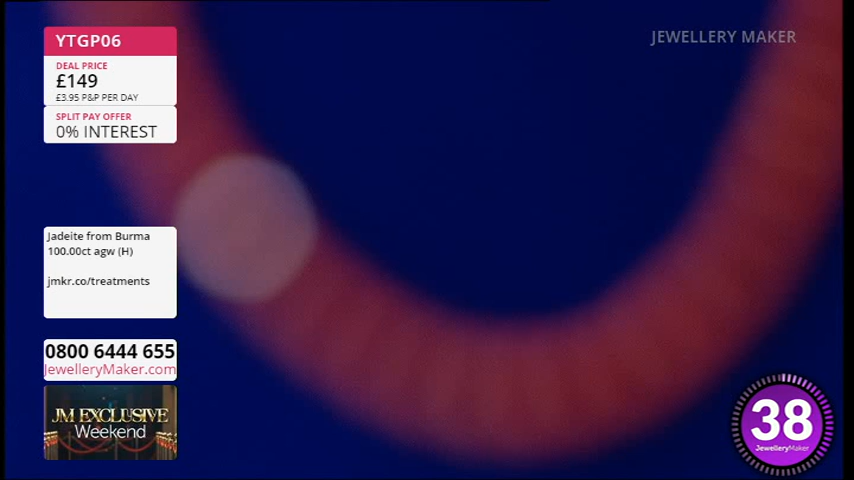 YTGP06
DEAL PRICE
£149
£3.95 P&P PER DAY
SPLIT PAY OFFER
0% INTEREST
JEWELLERY MAKER
Jadeite from Burma
100.00ct agw (H)
jmkr.co/treatments
0800 6444 655
JewelleryMaker.com
JM EXCLUSIVE
Weekend
38
JewelleryMaker